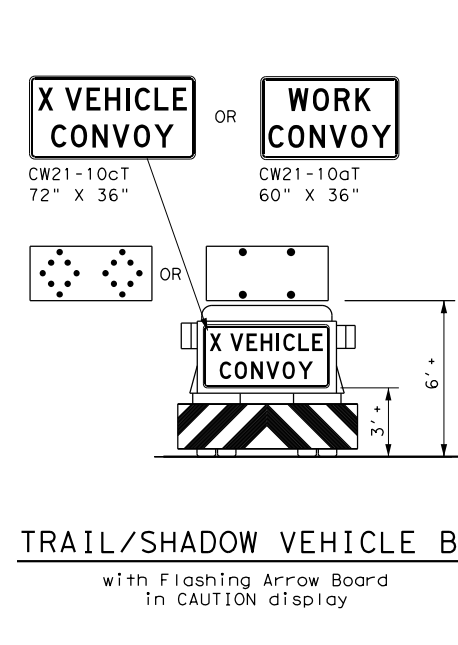 X VEHICLE
CONVOY
OR
WORK
CONVOY
CW21-10cT
72" X 36"
CW21-10aT
60" X 36"
OR
X VEHICLE
CONVOY
6' +
3' +
TRAIL/SHADOW VEHICLE B
with Flashing Arrow Board
in CAUTION display